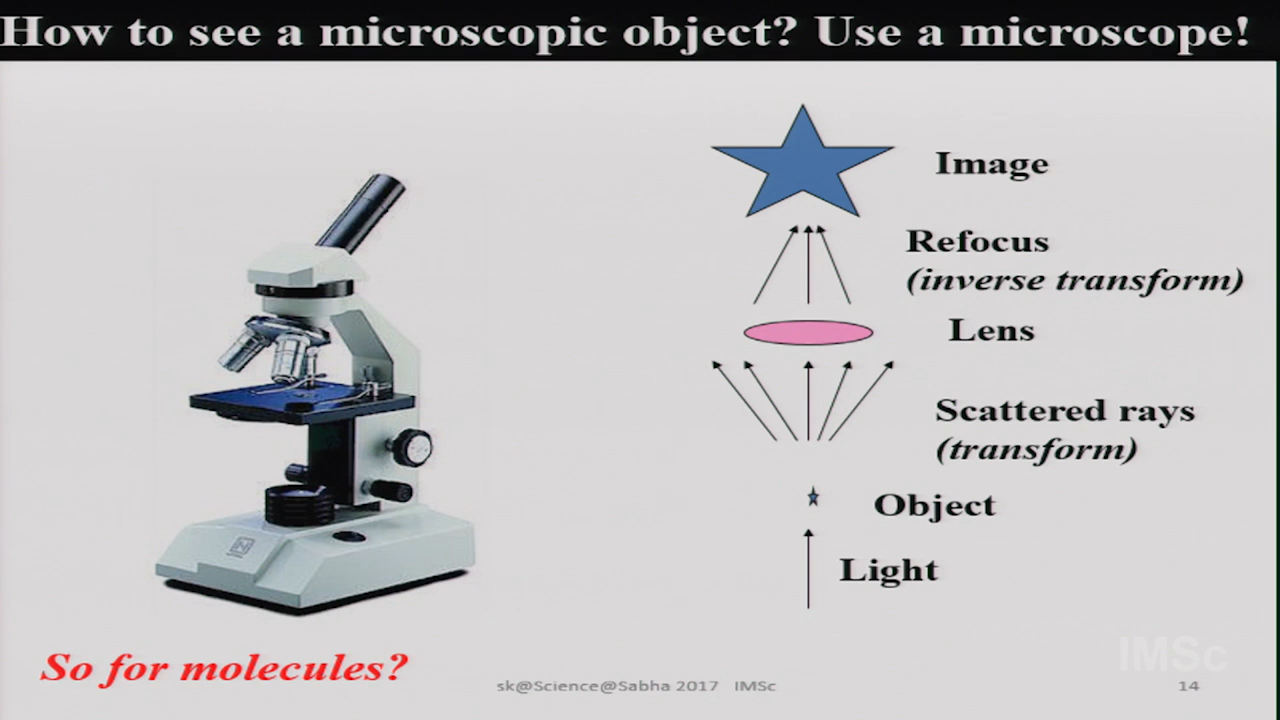 How to see a microscopic object? Use a microscope!
Image
Refocus
(inverse transform)
Lens
Scattered rays
(transform)
Object
Light
So for molecules?
IMSc
sk@Science@Sabha 2017 IMSc
14